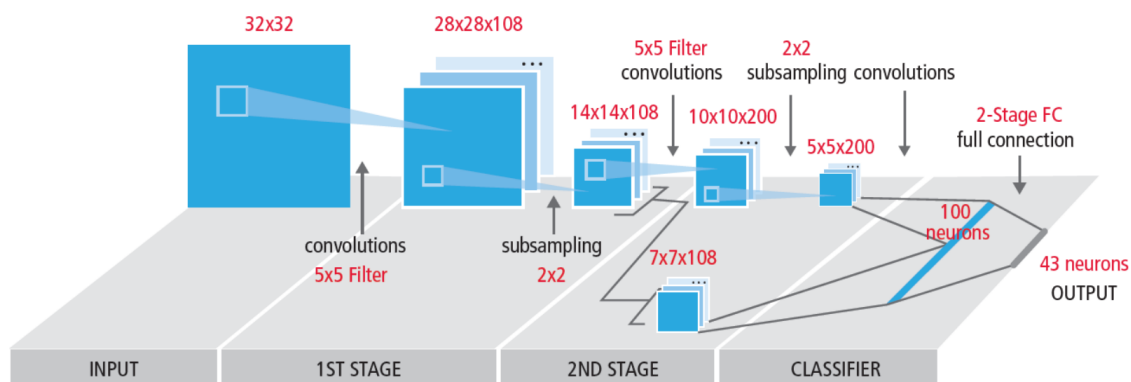 32x32
28x28x108
5x5 Filter
convolutions
2x2
subsampling
convolutions
14x14x108
10x10x200
5x5x200
2-Stage FC
full connection
convolutions
5x5 Filter
subsampling
2x2
7x7x108
100
neurons
43 neurons
OUTPUT
INPUT
1ST STAGE
2ND STAGE
CLASSIFIER